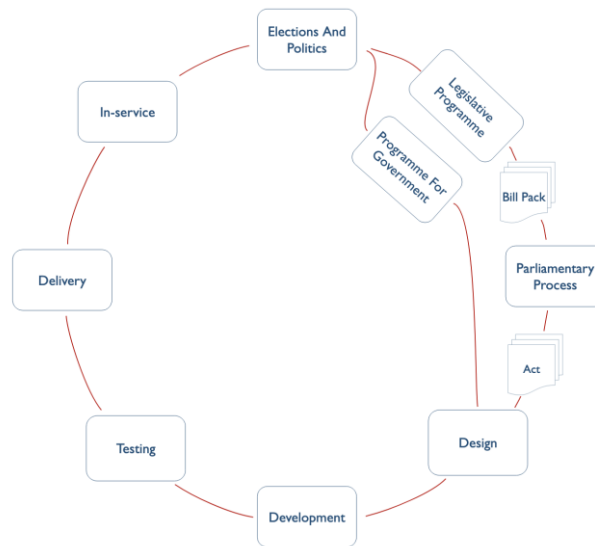 Elections And
Politics
Legislative
Programme
Programme For
Government
Bill Pack
Parliamentary
Process
Act
Design
Development
Testing
Delivery
In-service